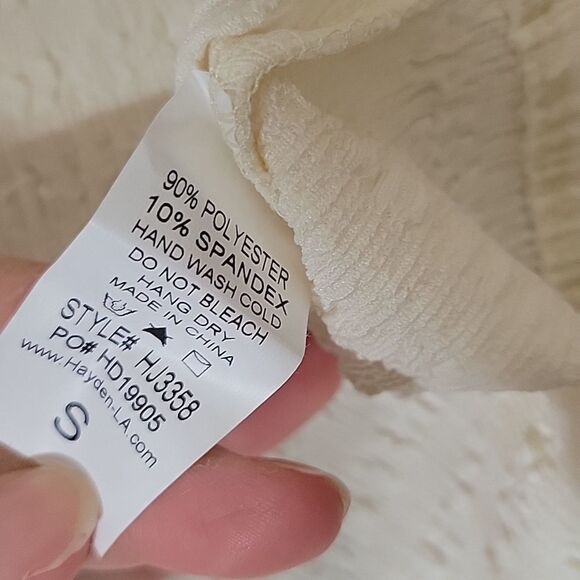 90% POLYESTER
10% SPANDEX
HAND WASH COLD
DO NOT BLEACH
HANG DRY
MADE IN CHINA
STYLE# HJ3358
PO# HD19905
www.Hayden-LA.com
S